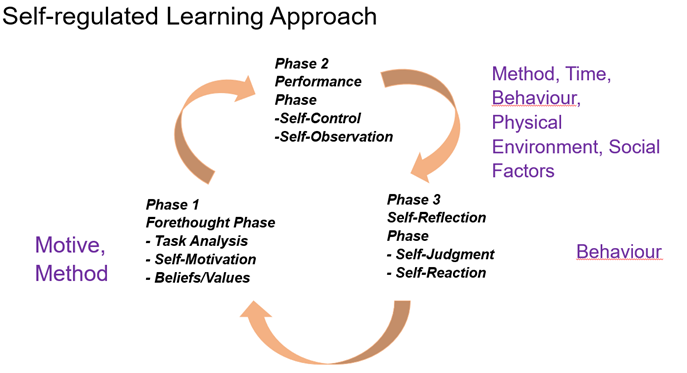 Self-regulated Learning Approach
Phase 2
Performance
Phase
-Self-Control
-Self-Observation
Method, Time,
Behaviour,
Physical
Environment, Social
Factors
Phase 1
Forethought Phase
- Task Analysis
- Self-Motivation
- Beliefs/Values
Motive,
Method
Phase 3
Self-Reflection
Phase
- Self-Judgment
- Self-Reaction
Behaviour